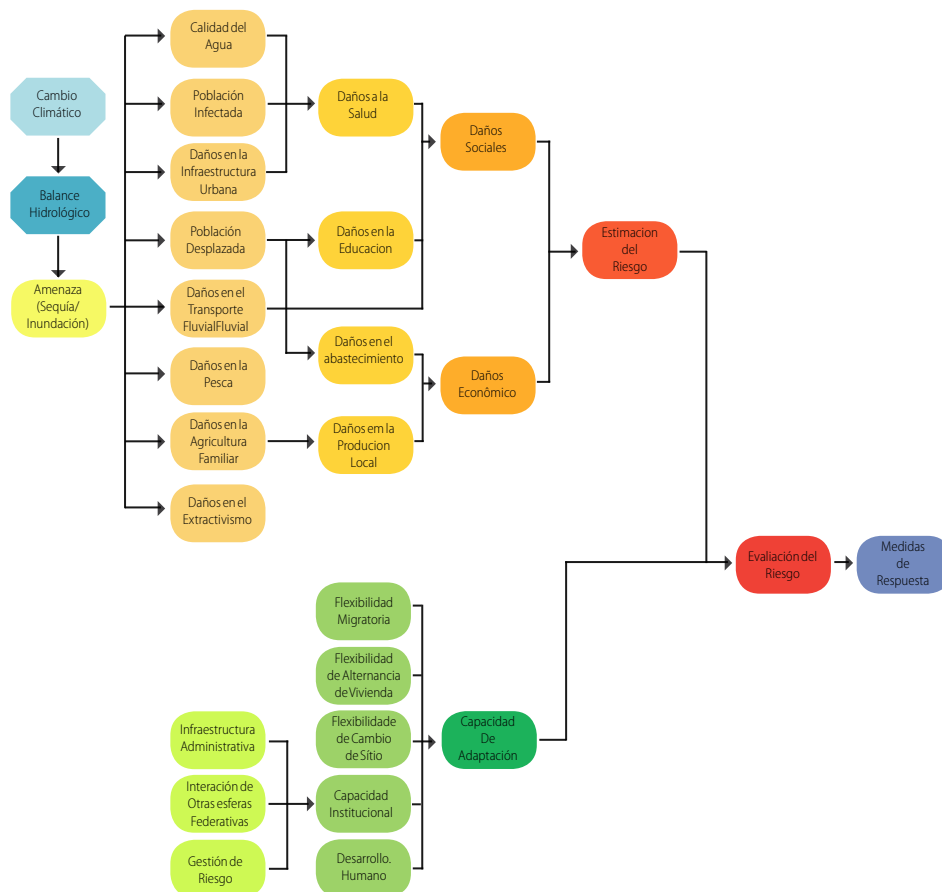 Cambio
Climático
Balance
Hidrológico
Amenaza
(Sequía/
Inundación)
Calidad del
Agua
Población
Infectada
Daños en la
Infraestructura
Urbana
Población
Desplazada
Daños en el
Transporte
FluvialFluvial
Daños en la
Pesca
Daños en la
Agricultura
Familiar
Daños en el
Extractivismo
Daños a la
Salud
Daños en la
Educacion
Daños en el
abastecimiento
Daños em la
Producion
Local
Daños
Sociales
Daños
Econômico
Estimacion
del
Riesgo
Evaliación del
Riesgo
Medidas
de
Respuesta
Flexibilidad
Migratoria
Flexibilidad
de Alternancia
de Vivienda
Flexibilidade
de Cambio
de Sítio
Capacidad
Institucional
Desarrollo.
Humano
Infraestructura
Administrativa
Interación de
Otras esferas
Federativas
Gestión de
Riesgo
Capacidad
De
Adaptación